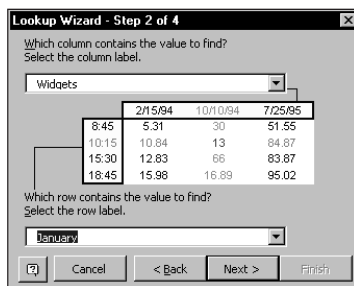 Lookup Wizard - Step 2 of 4
Which column contains the value to find?
Select the column label.
Widgets
2/15/94 10/10/94 7/25/95
8:45 5.31 30 51.55
10:15 10.84 13 84.87
15:30 12.83 66 83.87
18:45 15.98 16.89 95.02
Which row contains the value to find?
Select the row label.
January
? Cancel < Back Next > Finish